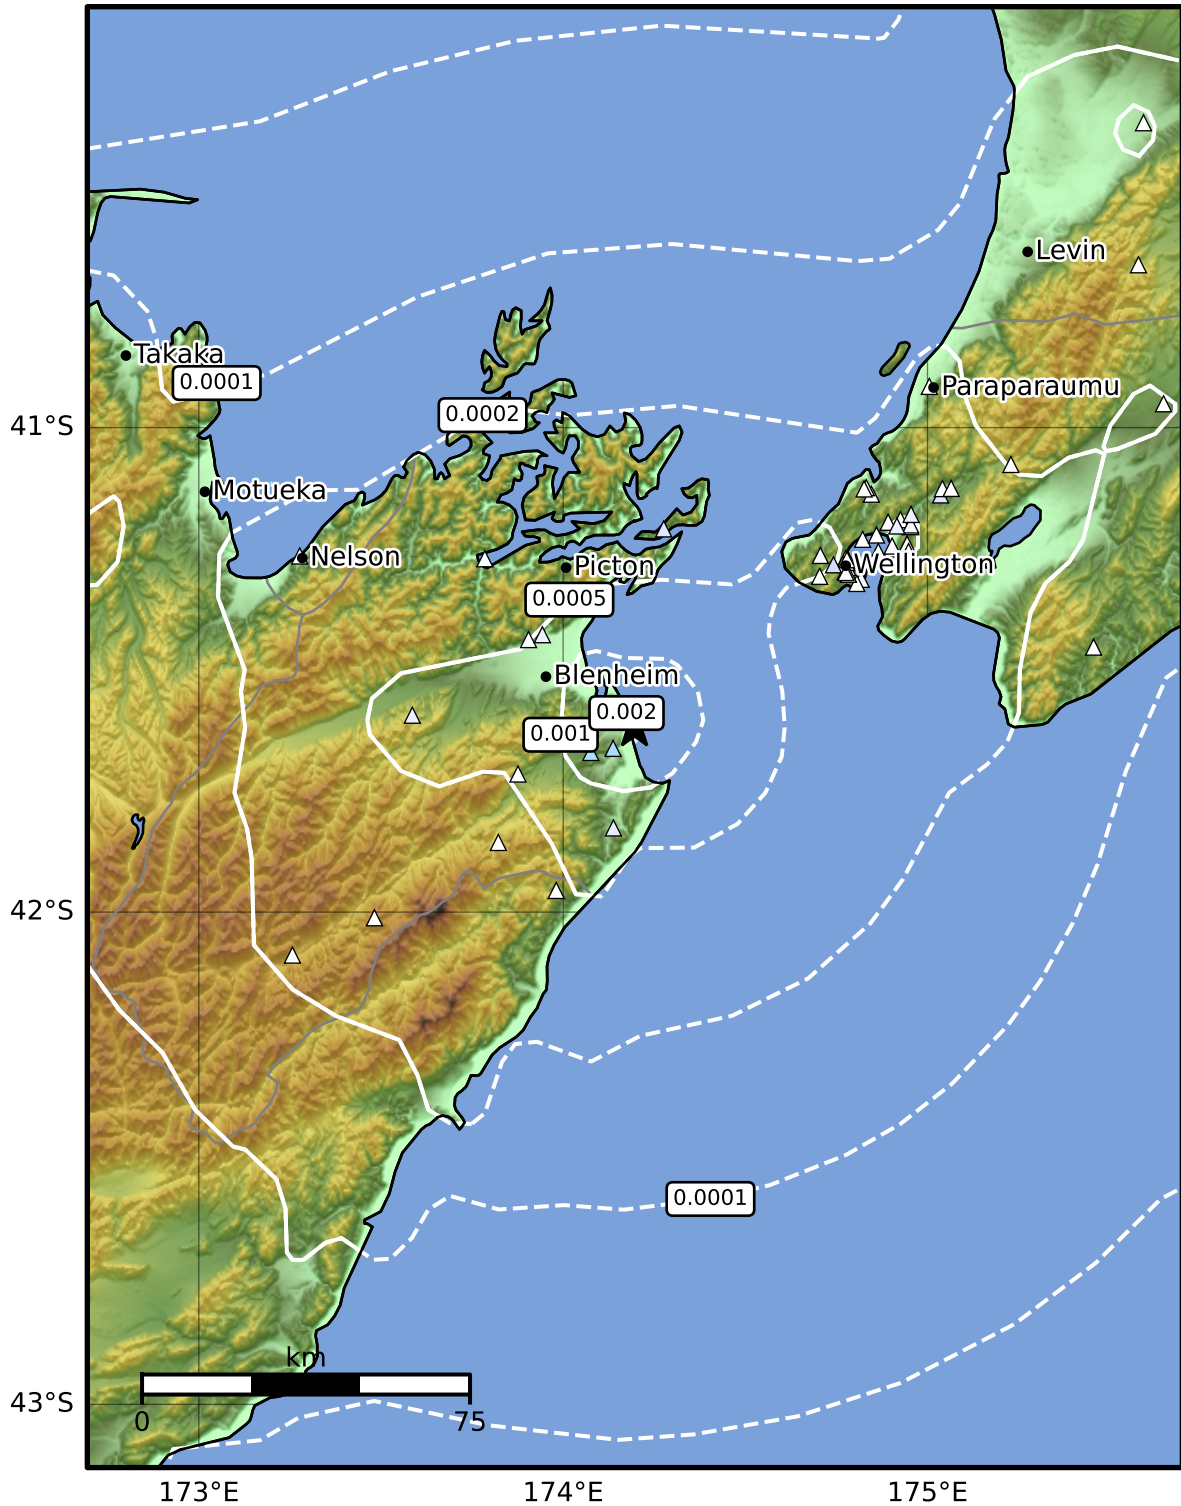 Levin
Takaka
0.0001
Paraparaumu
0.0002
41°S
Motueka
Nelson
Picton
Wellington
0.0005
Blenheim
0.002
0.001
42°S
0.0001
km
0
75
43°S
173°E
174°E
175°E